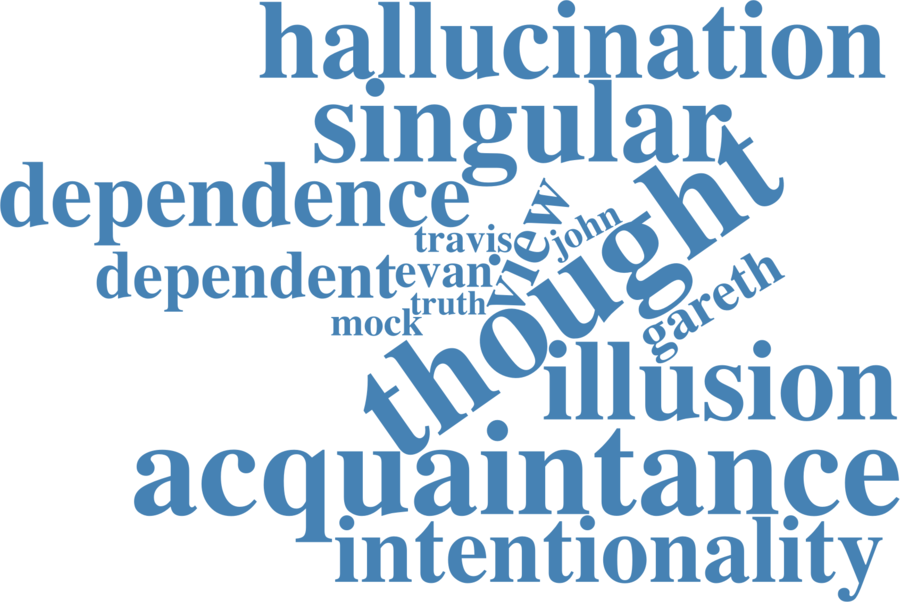 hallucination
singular
dependence
thought
view
john
travis
dependent
evan
gareth
truth
mock
illusion
acquaintance
intentionality